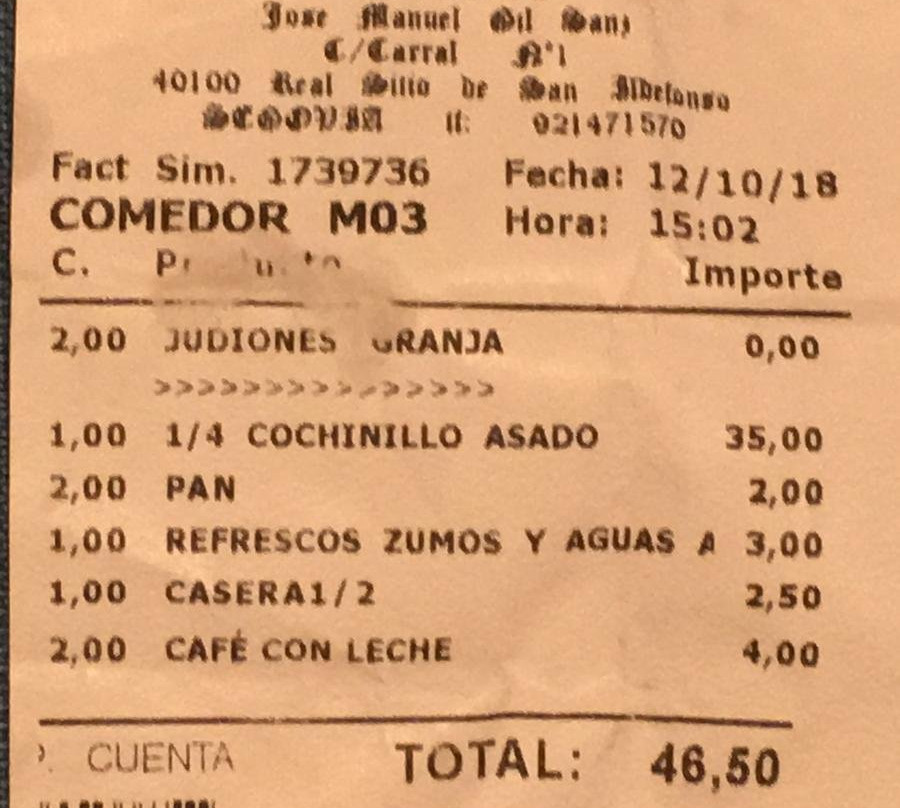 Jose Manuel Gil Sanz
C/Carral Nº1
40100 Real Sitio de San Ildefonso
SEGOVIA Tf: 921471570
Fact Sim. 1739736 Fecha: 12/10/18
COMEDOR M03 Hora: 15:02
C. Importe
2,00 JUDIONES GRANJA 0,00
>>>>>>>>>>>>>>>
1,00 1/4 COCHINILLO ASADO 35,00
2,00 PAN 2,00
1,00 REFRESCOS ZUMOS Y AGUAS A 3,00
1,00 CASERA1/2 2,50
2,00 CAFÉ CON LECHE 4,00
CUENTA TOTAL: 46,50